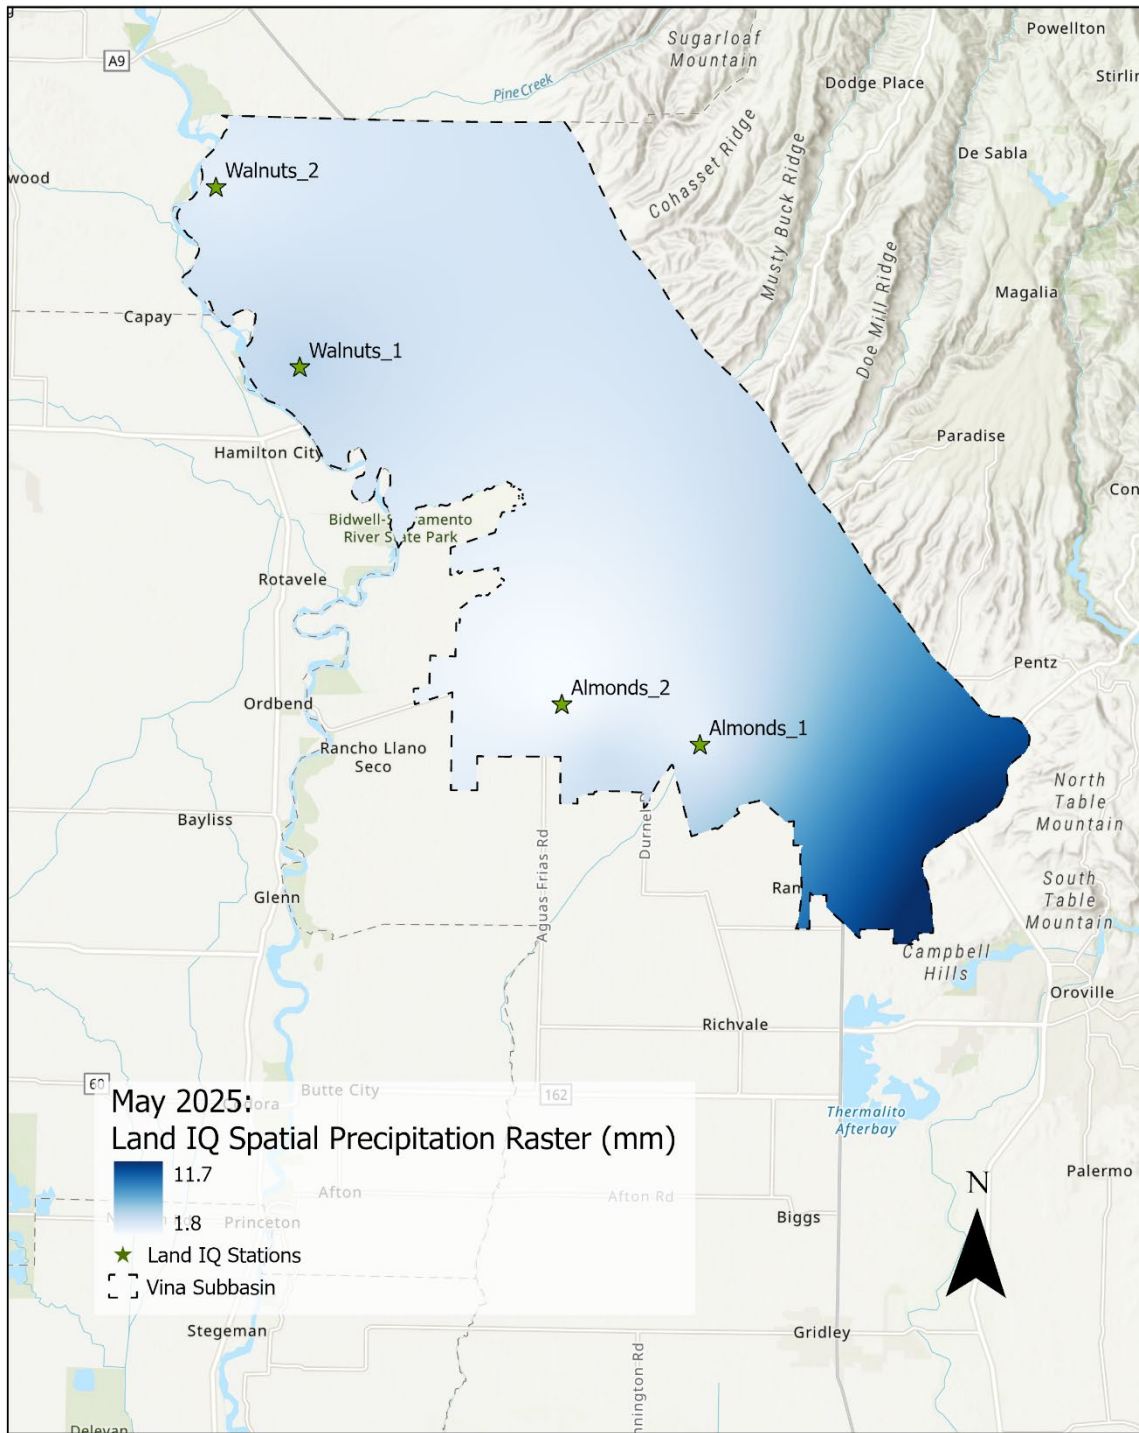 Powellton
Sugarloaf
Mountain
A9
Pine Creek
Dodge Place
Stirlin
De Sabla
wood
Walnuts_2
Cohasset Ridge
Musty Buck Ridge
Doe Mill Ridge
Magalia
Capay
Walnuts_1
Paradise
Hamilton City
Con
Bidwell-S
ramento
River State Park
Rotavele
Pentz
Almonds_2
Ordbend
Almonds_1
Rancho Llano
Seco
North
Table
Mountain
Bayliss
Durnel
Aguas Frias Rd
Ran
South
Table
Mountain
Glenn
Campbell
Hills
Oroville
Richvale
60
Butte City
162
May 2025:
Land IQ Spatial Precipitation Raster (mm)
Thermalito
Afterbay
11.7
1.8
Palermo
Afton
Afton Rd
N
Princeton
Biggs
Land IQ Stations
Vina Subbasin
Stegeman
Gridley
nnington Rd
Delevan